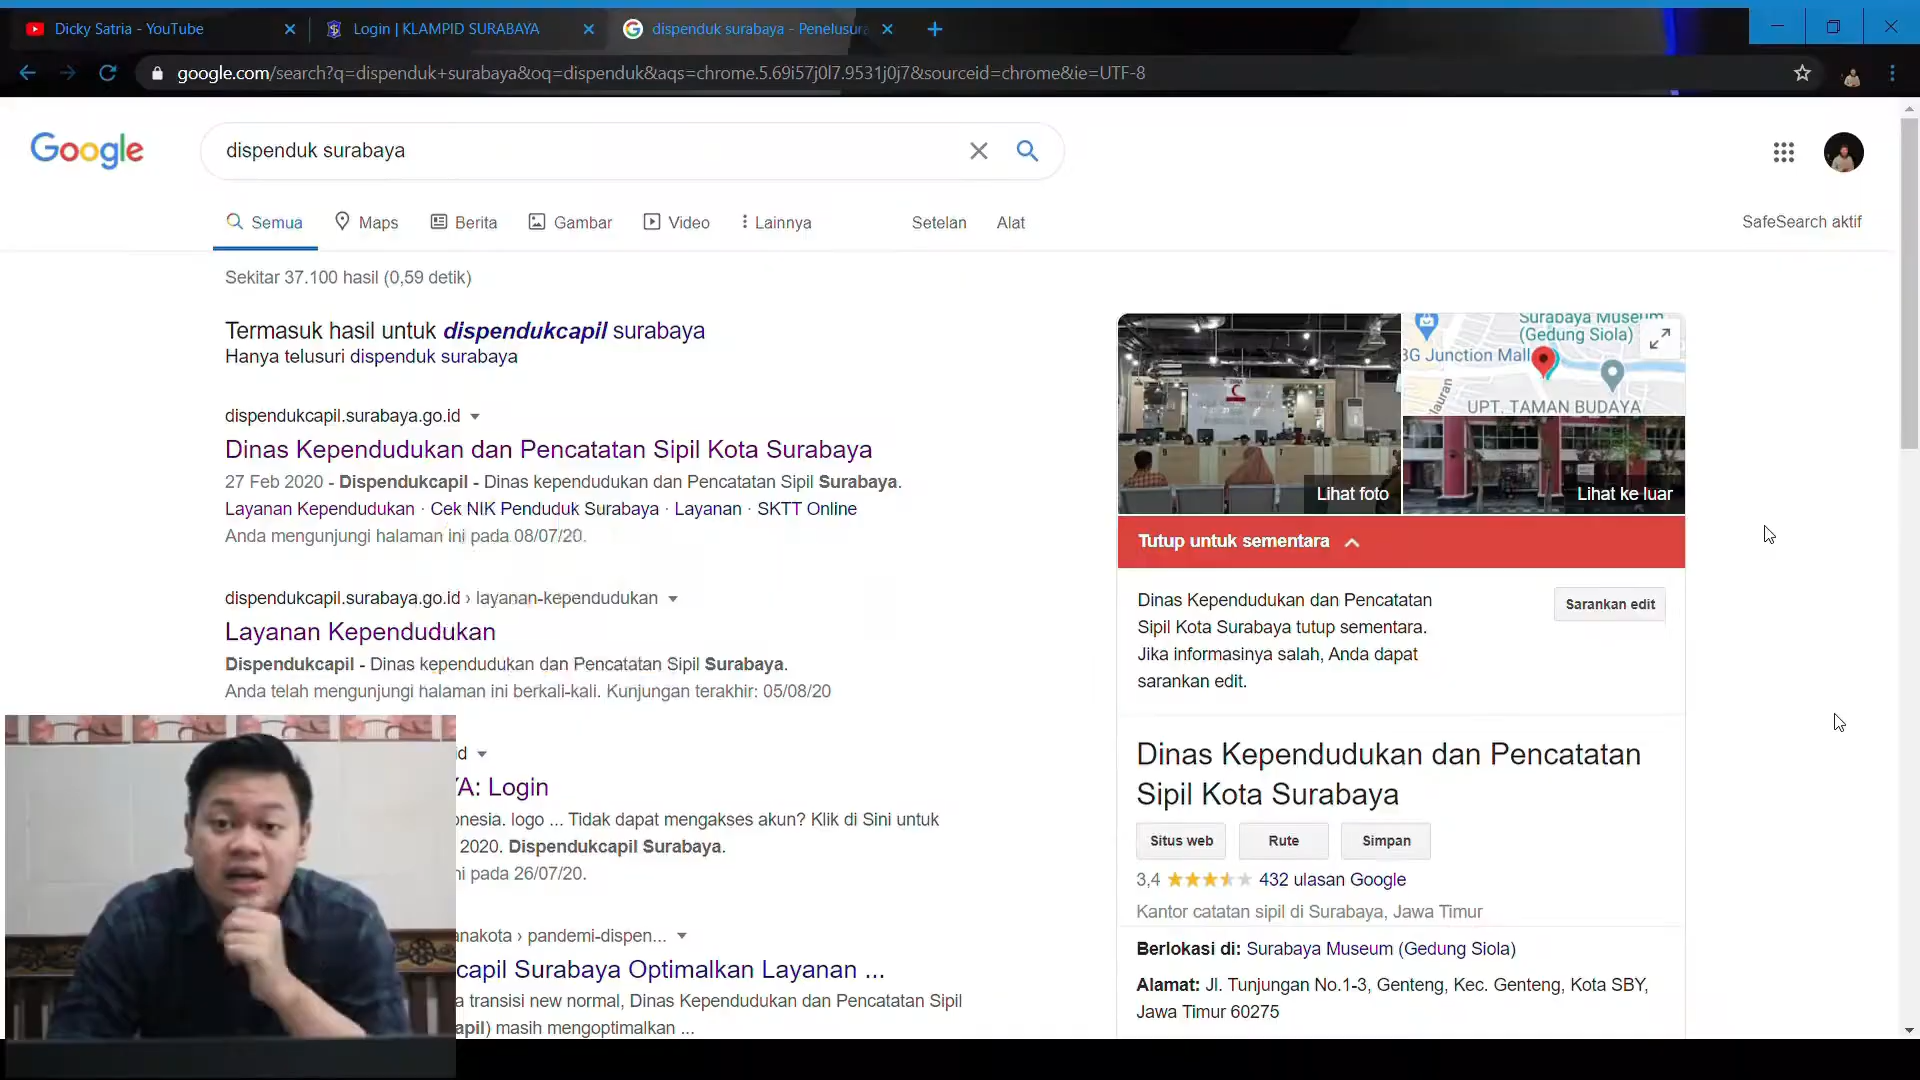 Dicky Satria - YouTube
Login | KLAMPID SURABAYA
dispenduk surabaya - Penelusura
google.com/search?q=dispenduk+surabaya&oq=dispenduk&aqs=chrome.5.69i57j0l7.9531j0j7&sourceid=chrome&ie=UTF-8
Google
dispenduk surabaya
Semua
Maps
Berita
Gambar
Video
Lainnya
Setelan
Alat
SafeSearch aktif
Sekitar 37.100 hasil (0,59 detik)
Termasuk hasil untuk dispendukcapil surabaya
Hanya telusuri dispenduk surabaya
dispendukcapil.surabaya.go.id
Dinas Kependudukan dan Pencatatan Sipil Kota Surabaya
27 Feb 2020 - Dispendukcapil - Dinas kependudukan dan Pencatatan Sipil Surabaya.
Layanan Kependudukan · Cek NIK Penduduk Surabaya · Layanan · SKTT Online
Anda mengunjungi halaman ini pada 08/07/20.
dispendukcapil.surabaya.go.id › layanan-kependudukan
Layanan Kependudukan
Dispendukcapil - Dinas kependudukan dan Pencatatan Sipil Surabaya.
Anda telah mengunjungi halaman ini berkali-kali. Kunjungan terakhir: 05/08/20
id
YA: Login
onesia. logo ... Tidak dapat mengakses akun? Klik di Sini untuk
2020. Dispendukcapil Surabaya.
ni pada 26/07/20.
anakota › pandemi-dispen...
capil Surabaya Optimalkan Layanan ...
a transisi new normal, Dinas Kependudukan dan Pencatatan Sipil
apil) masih mengoptimalkan ...
Surabaya Museum
(Gedung Siola)
BG Junction Mall
lauran
UPT. TAMAN BUDAYA
Lihat foto
Lihat ke luar
Tutup untuk sementara
Dinas Kependudukan dan Pencatatan
Sipil Kota Surabaya tutup sementara.
Jika informasinya salah, Anda dapat
sarankan edit.
Sarankan edit
Dinas Kependudukan dan Pencatatan
Sipil Kota Surabaya
Situs web
Rute
Simpan
3,4
432 ulasan Google
Kantor catatan sipil di Surabaya, Jawa Timur
Berlokasi di: Surabaya Museum (Gedung Siola)
Alamat: Jl. Tunjungan No.1-3, Genteng, Kec. Genteng, Kota SBY,
Jawa Timur 60275